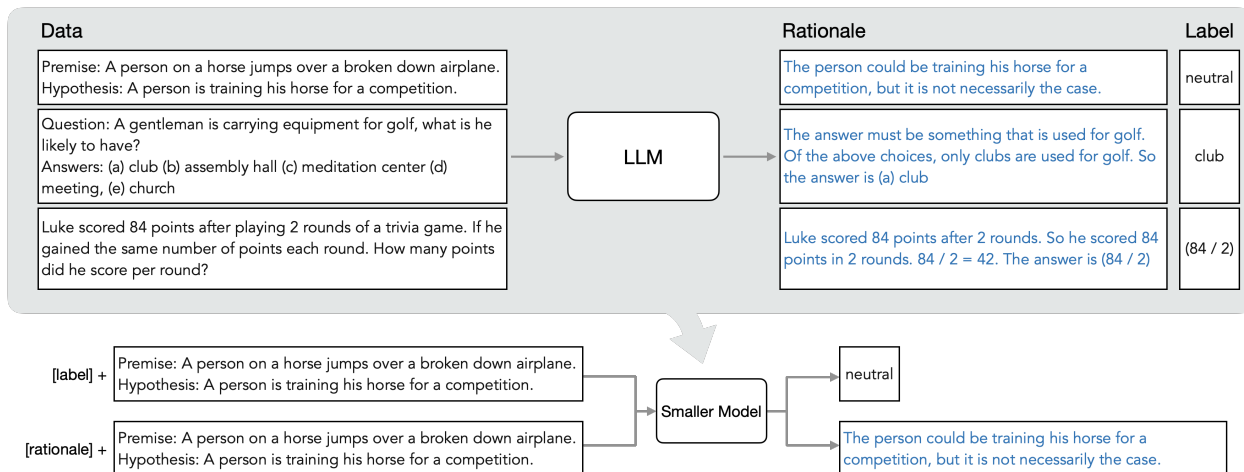 Data
Rationale
Label
Premise: A person on a horse jumps over a broken down airplane.
Hypothesis: A person is training his horse for a competition.
The person could be training his horse for a
competition, but it is not necessarily the case.
neutral
Question: A gentleman is carrying equipment for golf, what is he
likely to have?
Answers: (a) club (b) assembly hall (c) meditation center (d)
meeting, (e) church
LLM
The answer must be something that is used for golf.
Of the above choices, only clubs are used for golf. So
the answer is (a) club
club
Luke scored 84 points after playing 2 rounds of a trivia game. If he
gained the same number of points each round. How many points
did he score per round?
Luke scored 84 points after 2 rounds. So he scored 84
points in 2 rounds. 84 / 2 = 42. The answer is (84 / 2)
(84 / 2)
[label] +
Premise: A person on a horse jumps over a broken down airplane.
Hypothesis: A person is training his horse for a competition.
Smaller Model
neutral
[rationale] +
Premise: A person on a horse jumps over a broken down airplane.
Hypothesis: A person is training his horse for a competition.
The person could be training his horse for a
competition, but it is not necessarily the case.